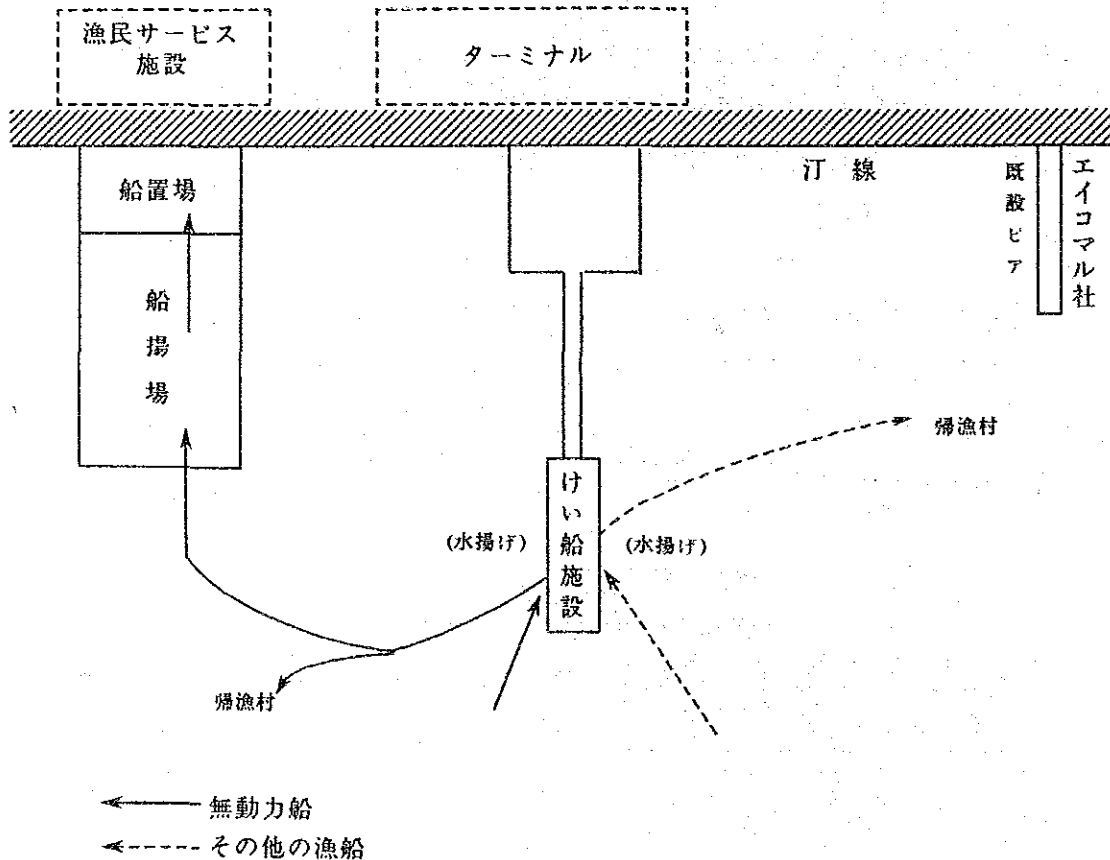 漁民サービス
施設
ターミナル
船置場
汀線
既設ピア
エイコマル社
船揚場
帰漁村
けい船施設
(水揚げ)
(水揚げ)
帰漁村
無動力船
その他の漁船